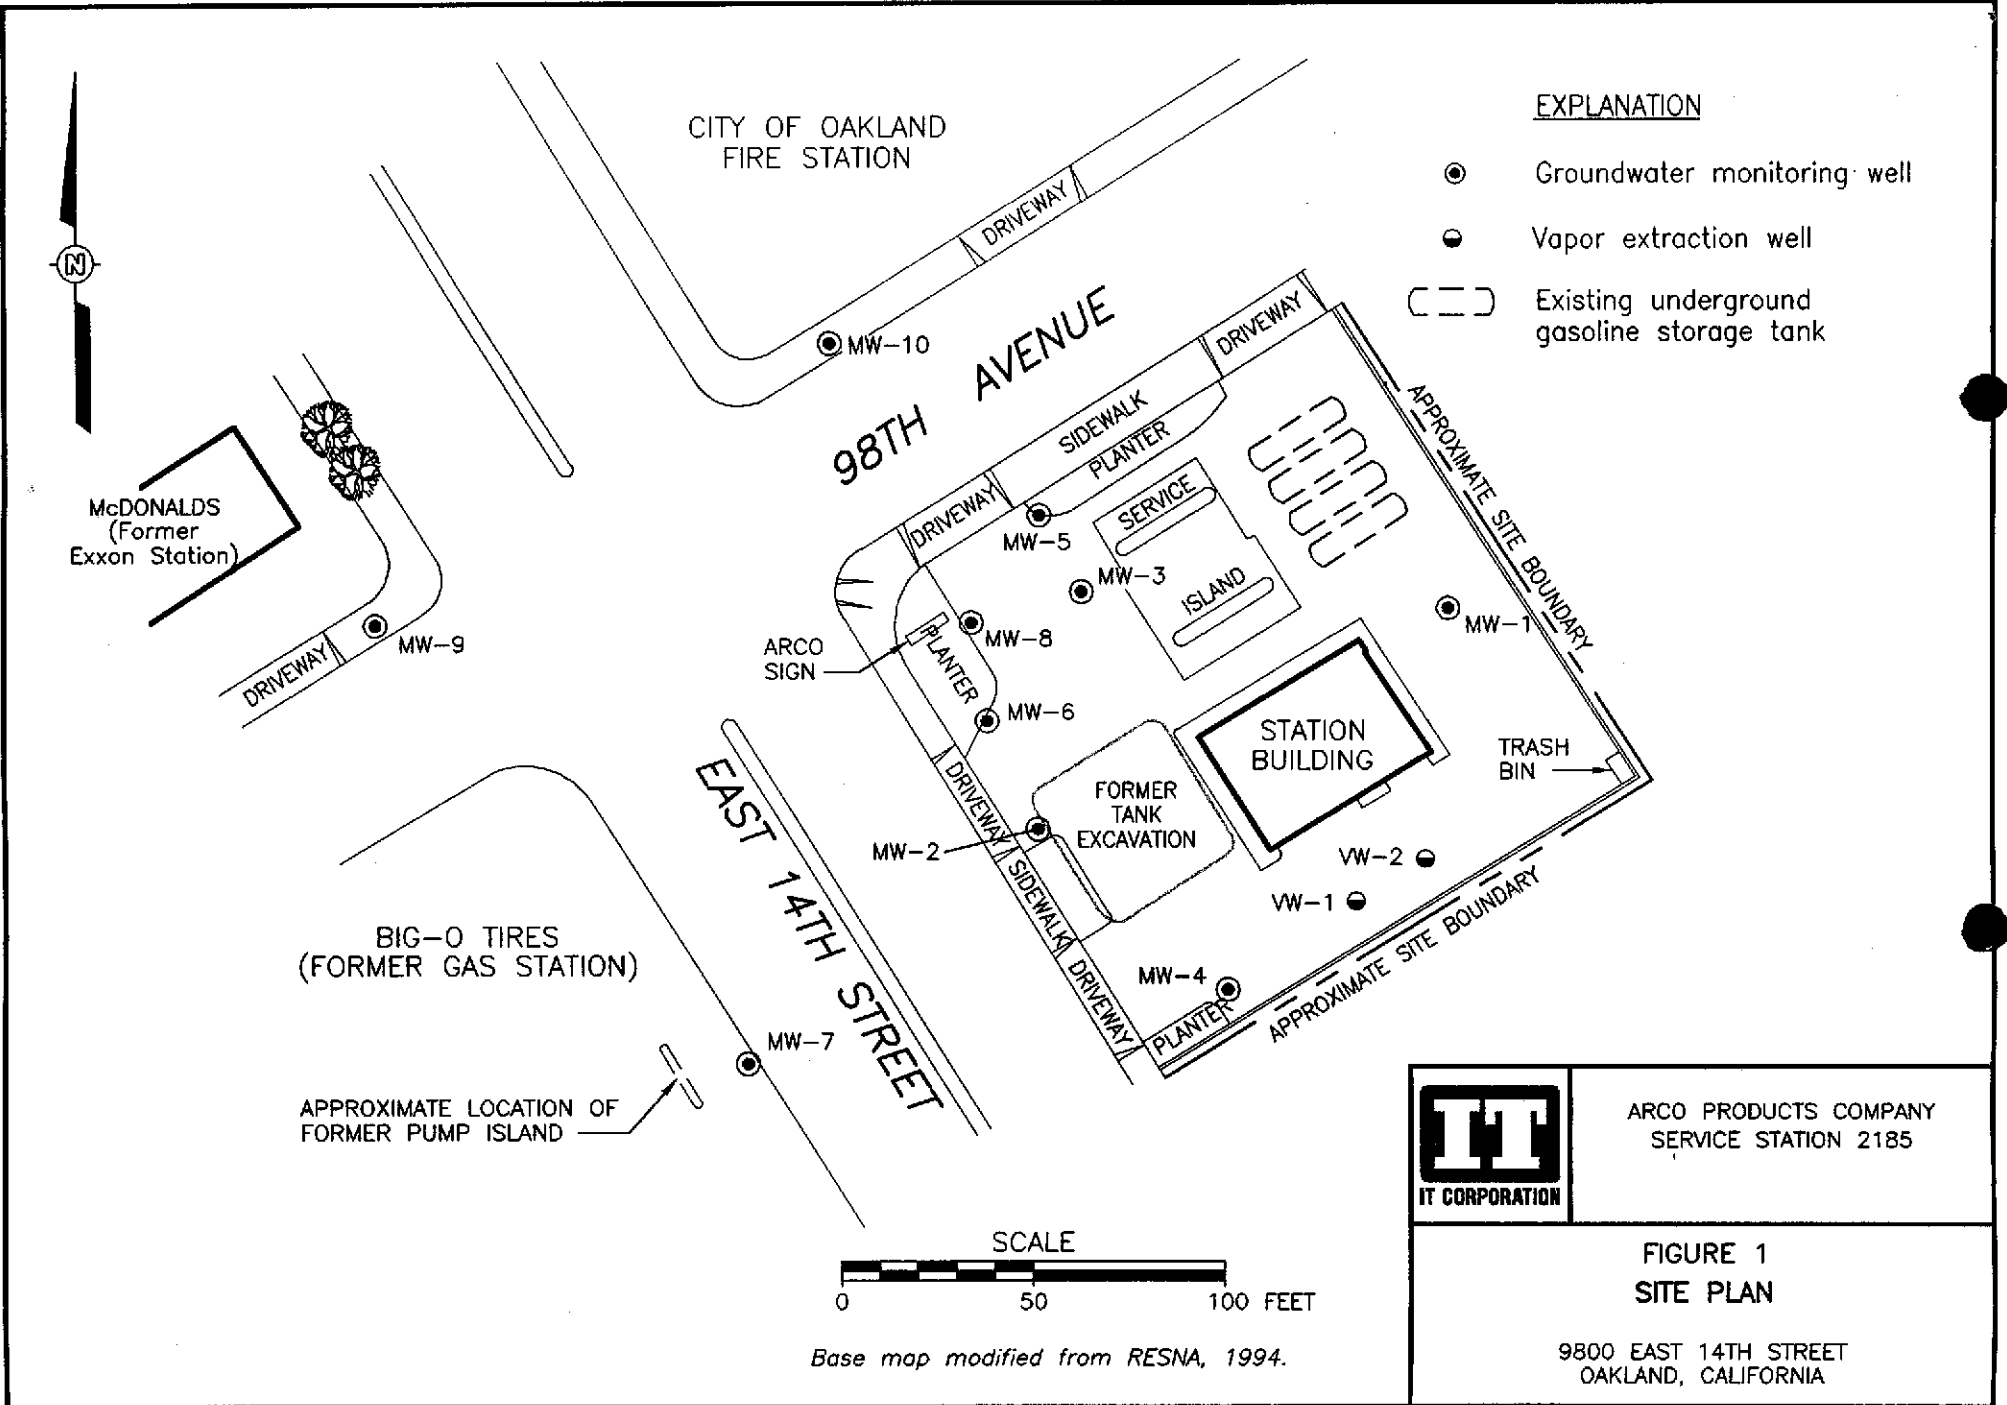 CITY OF OAKLAND
FIRE STATION
EXPLANATION
Groundwater monitoring well
Vapor extraction well
Existing underground
gasoline storage tank
N
DRIVEWAY
MW-10
98TH AVENUE
DRIVEWAY
SIDEWALK
PLANTER
DRIVEWAY
APPROXIMATE SITE BOUNDARY
McDONALDS
(Former
Exxon Station)
MW-9
DRIVEWAY
MW-5
SERVICE
ISLAND
MW-3
MW-1
MW-8
ARCO
SIGN
PLANTER
MW-6
STATION
BUILDING
TRASH
BIN
FORMER
TANK
EXCAVATION
DRIVEWAY
MW-2
SIDEWALK
DRIVEWAY
VW-2
VW-1
MW-4
PLANTER
APPROXIMATE SITE BOUNDARY
EAST 14TH STREET
BIG-O TIRES
(FORMER GAS STATION)
MW-7
APPROXIMATE LOCATION OF
FORMER PUMP ISLAND
SCALE
0 50 100 FEET
Base map modified from RESNA, 1994.
IT
IT CORPORATION
ARCO PRODUCTS COMPANY
SERVICE STATION 2185
FIGURE 1
SITE PLAN
9800 EAST 14TH STREET
OAKLAND, CALIFORNIA